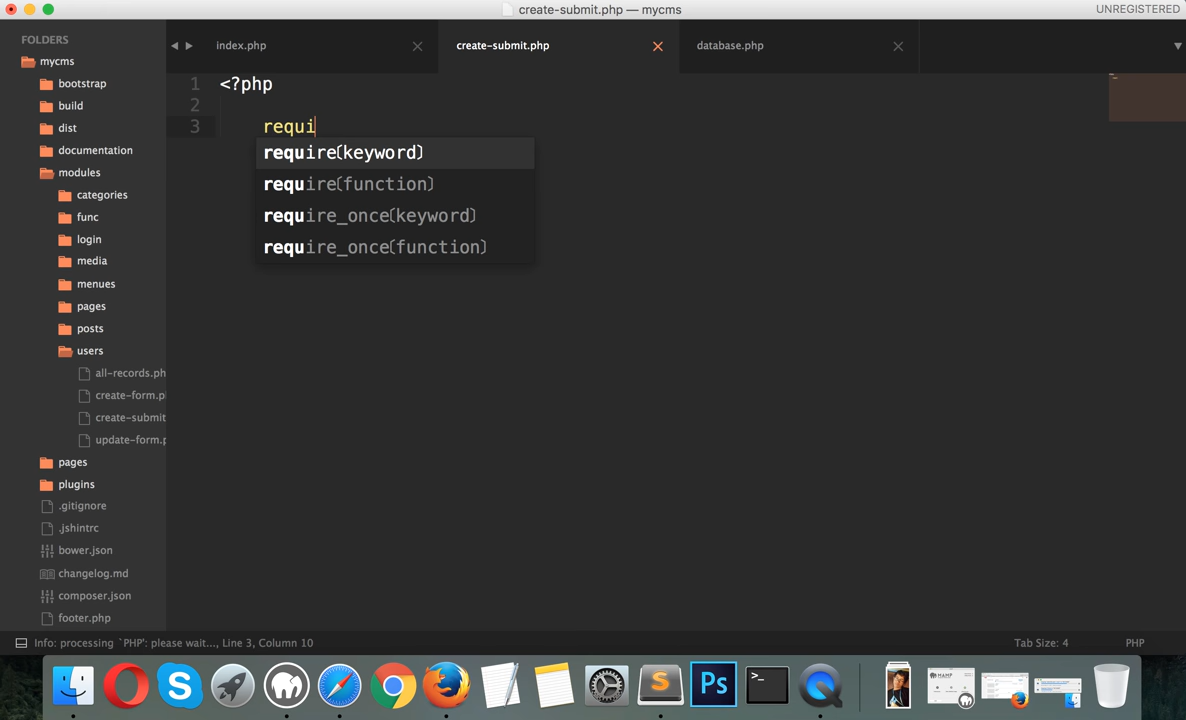 create-submit.php — mycms
UNREGISTERED
FOLDERS
mycms
bootstrap
build
dist
documentation
modules
categories
func
login
media
menues
pages
posts
users
all-records.ph
create-form.p
create-submit
update-form.p
pages
plugins
.gitignore
.jshintrc
bower.json
changelog.md
composer.json
footer.php
index.php
create-submit.php
database.php
1 <?php
2
3 requi
require(keyword)
require(function)
require_once(keyword)
require_once(function)
Info: processing `PHP': please wait..., Line 3, Column 10
Tab Size: 4
PHP
Ps